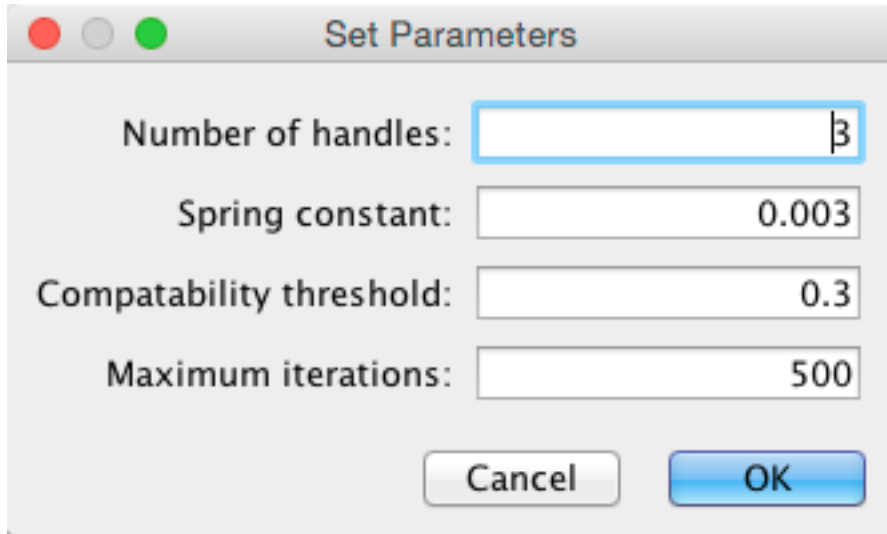 Set Parameters
Number of handles: 3
Spring constant: 0.003
Compatability threshold: 0.3
Maximum iterations: 500
Cancel OK